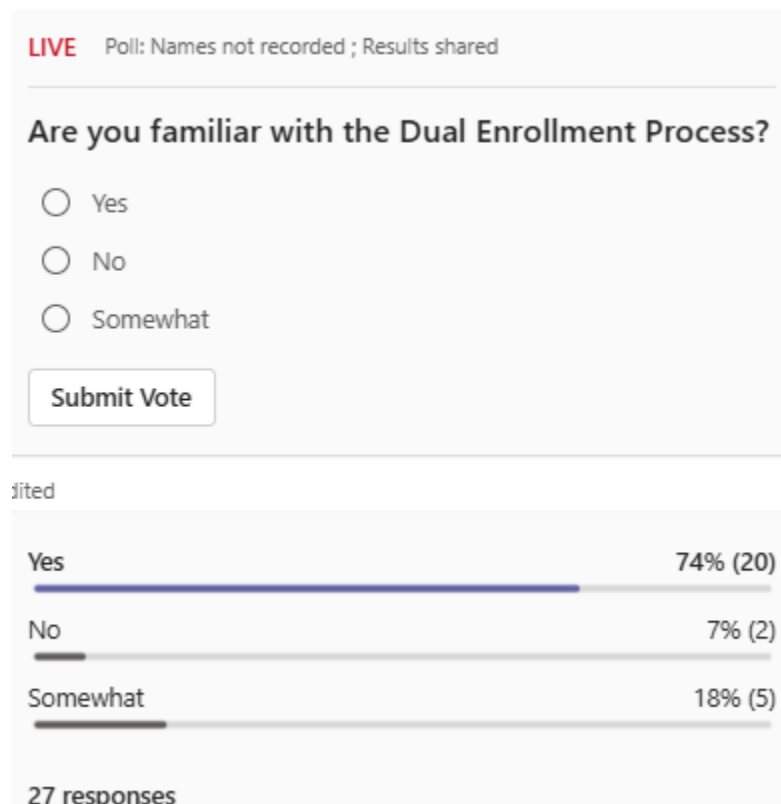 LIVE Poll: Names not recorded ; Results shared
Are you familiar with the Dual Enrollment Process?
Yes
No
Somewhat
Submit Vote
dited
Yes 74% (20)
No 7% (2)
Somewhat 18% (5)
27 responses